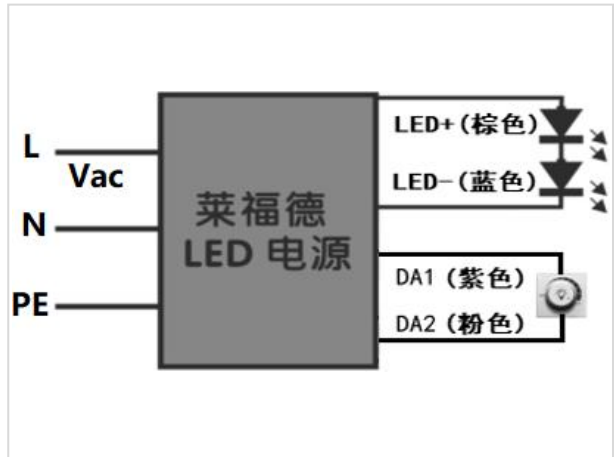 L
Vac
N
PE
莱福德
LED 电源
LED+(棕色)
LED-(蓝色)
DA1 (紫色)
DA2 (粉色)